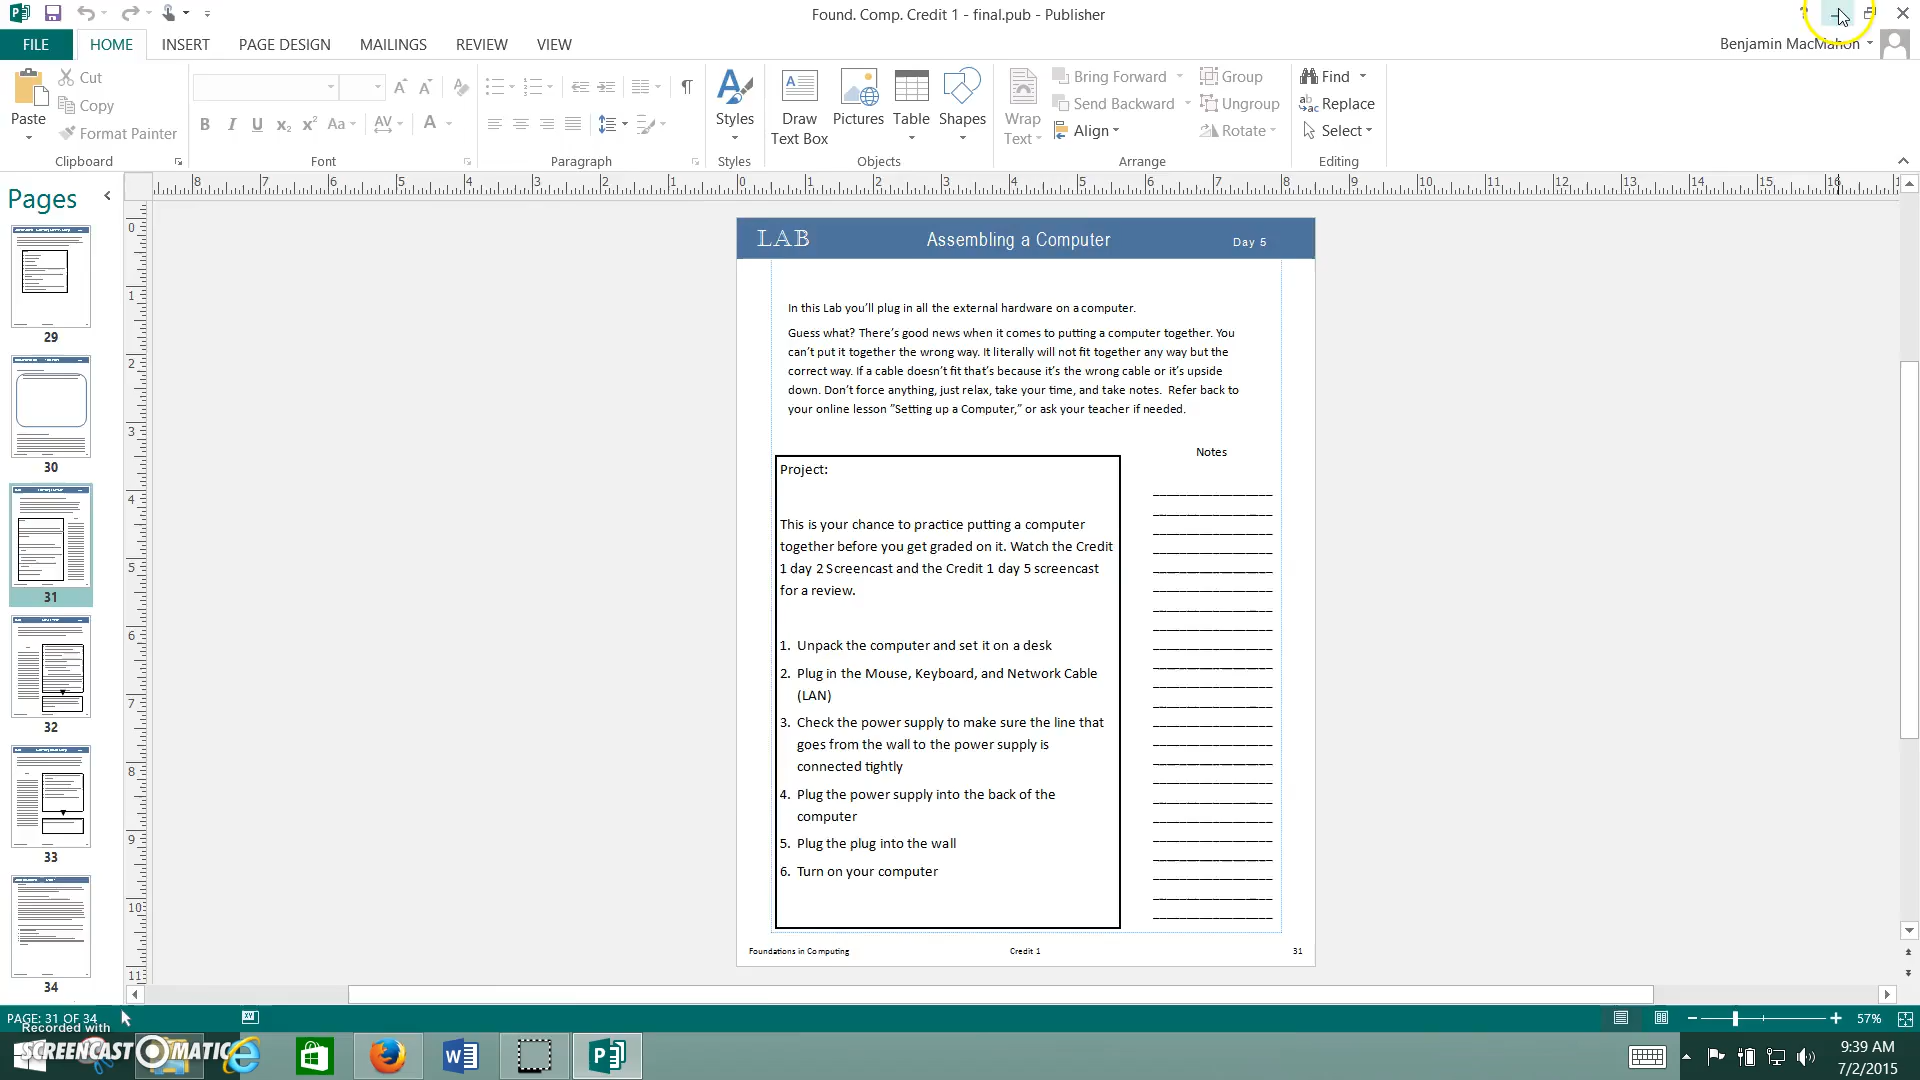 Found. Comp. Credit 1 - final.pub - Publisher
FILE HOME INSERT PAGE DESIGN MAILINGS REVIEW VIEW
Benjamin MacMahon
Paste
Cut
Copy
Format Painter
Clipboard
Font
Paragraph
Styles
Styles
Draw
Text Box
Pictures
Table
Shapes
Objects
Wrap
Text
Bring Forward
Send Backward
Align
Group
Ungroup
Rotate
Arrange
Find
Replace
Select
Editing
Pages
29
30
31
32
33
34
LAB Assembling a Computer Day 5
In this Lab you’ll plug in all the external hardware on a computer.
Guess what? There’s good news when it comes to putting a computer together. You
can’t put it together the wrong way. It literally will not fit together any way but the
correct way. If a cable doesn’t fit that’s because it’s the wrong cable or it’s upside
down. Don’t force anything, just relax, take your time, and take notes. Refer back to
your online lesson ”Setting up a Computer,” or ask your teacher if needed.
Notes
Project:
This is your chance to practice putting a computer
together before you get graded on it. Watch the Credit
1 day 2 Screencast and the Credit 1 day 5 screencast
for a review.
1. Unpack the computer and set it on a desk
2. Plug in the Mouse, Keyboard, and Network Cable
(LAN)
3. Check the power supply to make sure the line that
goes from the wall to the power supply is
connected tightly
4. Plug the power supply into the back of the
computer
5. Plug the plug into the wall
6. Turn on your computer
Foundations in Computing Credit 1 31
PAGE: 31 OF 34
57%
Recorded with
SCREENCAST MATIC
9:39 AM
7/2/2015